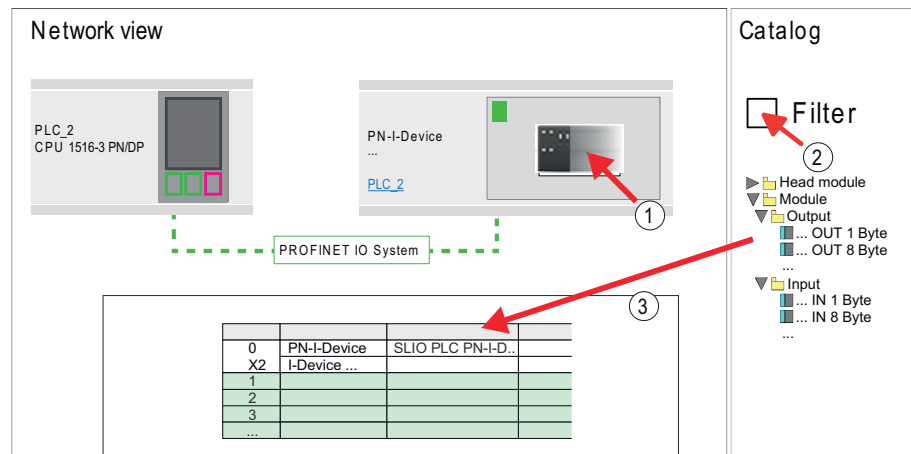 Network view
PLC_2
CPU 1516-3 PN/DP
PN-I-Device
...
PLC_2
1
PROFINET IO System
3
0 PN-I-Device SLIO PLC PN-I-D..
X2 I-Device ...
1
2
3
...
Catalog
Filter
2
Head module
Module
Output
... OUT 1 Byte
... OUT 8 Byte
...
Input
... IN 1 Byte
... IN 8 Byte
...